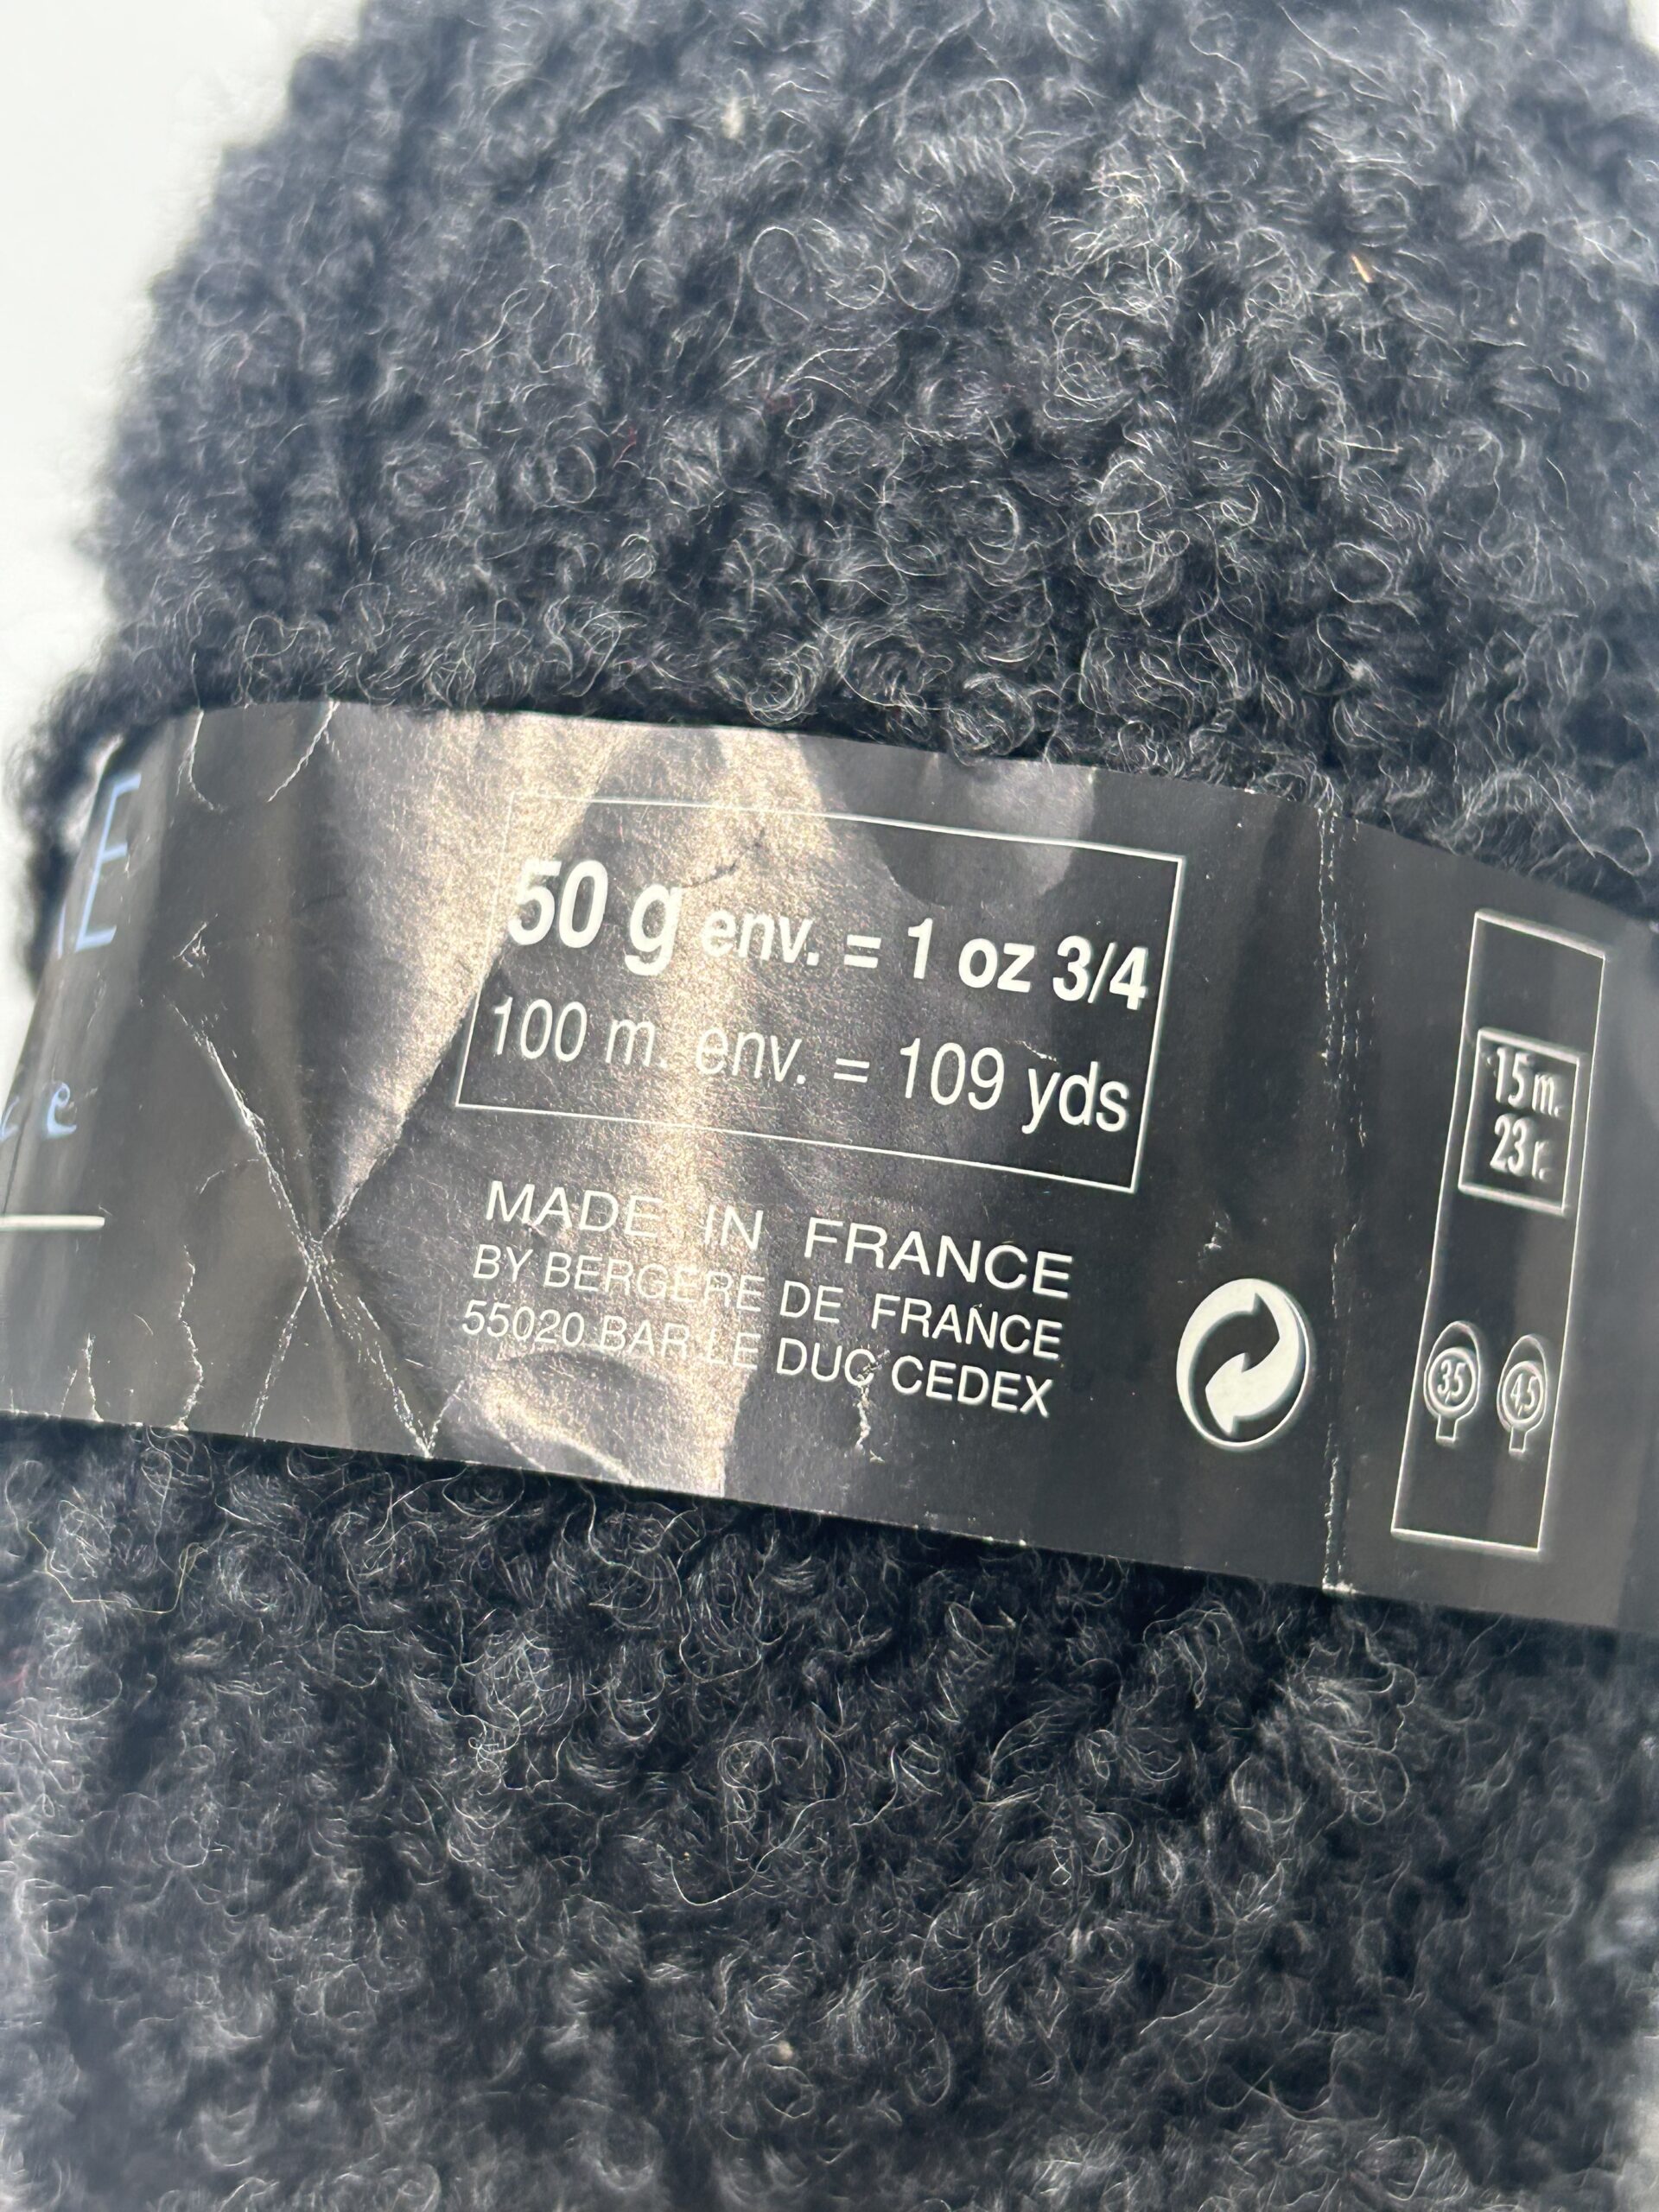 50 g env. = 1 oz 3/4
100 m. env. = 109 yds
MADE IN FRANCE
BY BERGERE DE FRANCE
55020 BAR LE DUC CEDEX
15 m.
23 r.
3,5 4,5